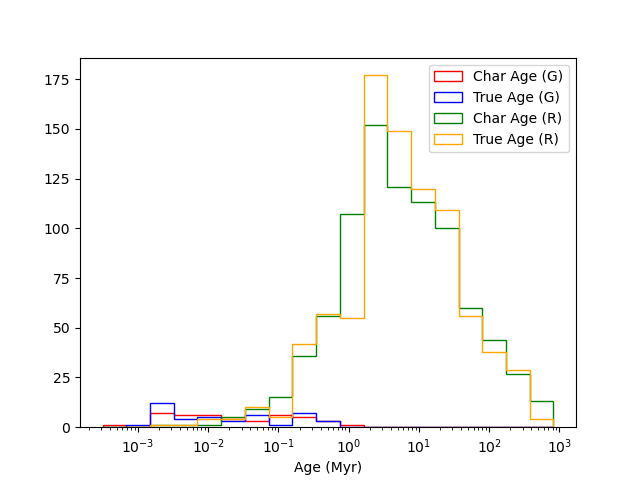 175
150
125
100
75
50
25
0
10⁻³ 10⁻² 10⁻¹ 10⁰ 10¹ 10² 10³
Age (Myr)
Char Age (G)
True Age (G)
Char Age (R)
True Age (R)